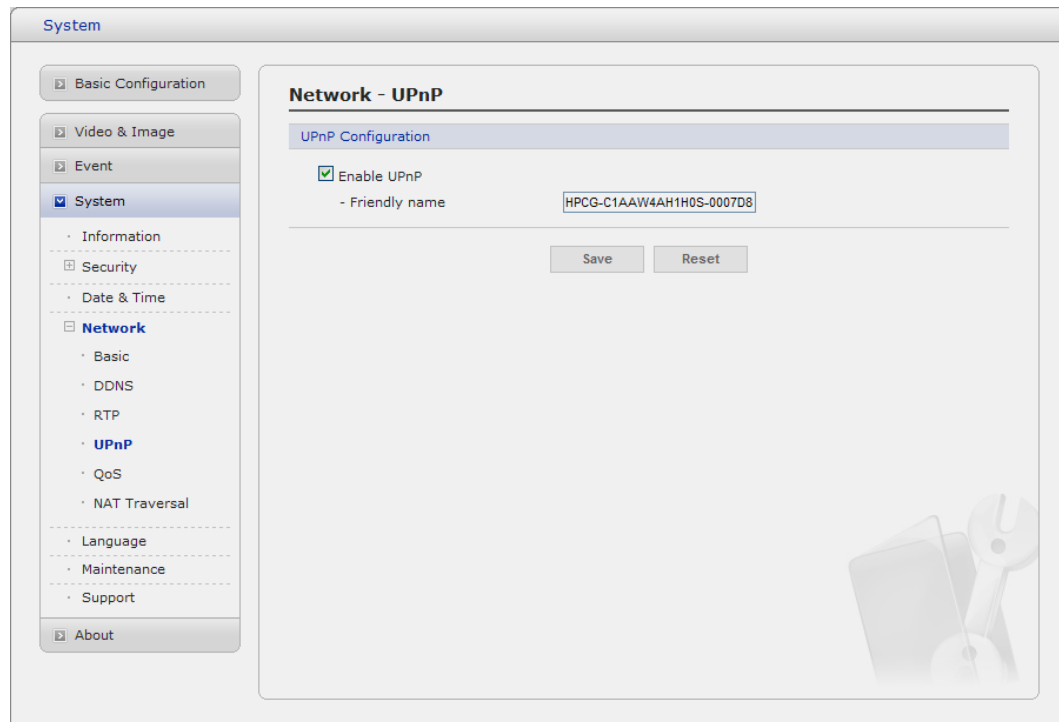 System
Basic Configuration
Video & Image
Event
System
Information
Security
Date & Time
Network
Basic
DDNS
RTP
UPnP
QoS
NAT Traversal
Language
Maintenance
Support
About
Network - UPnP
UPnP Configuration
Enable UPnP
- Friendly name HPCG-C1AAW4AH1H0S-0007D8
Save Reset